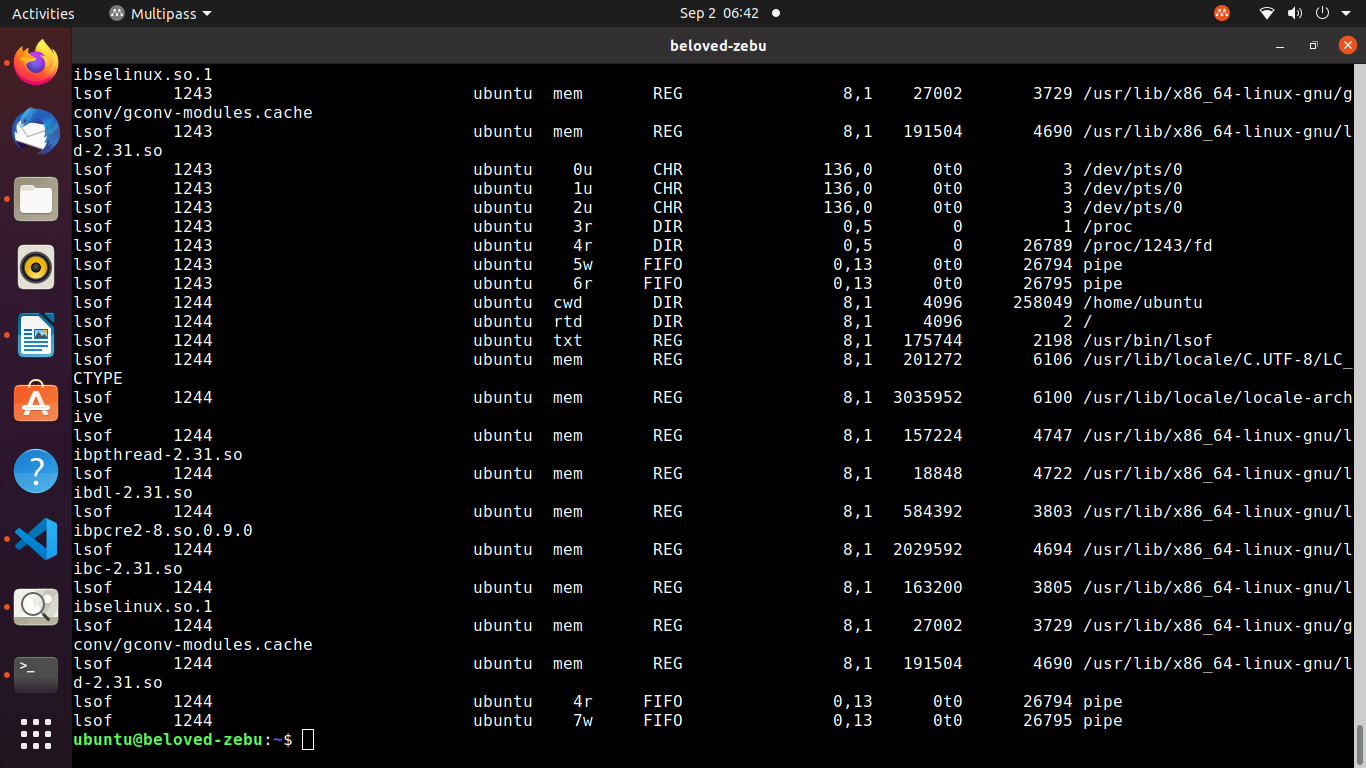 Activities Multipass Sep 2 06:42
beloved-zebu
ibselinux.so.1
lsof 1243 ubuntu mem REG 8,1 27002 3729 /usr/lib/x86_64-linux-gnu/g
conv/gconv-modules.cache
lsof 1243 ubuntu mem REG 8,1 191504 4690 /usr/lib/x86_64-linux-gnu/l
d-2.31.so
lsof 1243 ubuntu 0u CHR 136,0 0t0 3 /dev/pts/0
lsof 1243 ubuntu 1u CHR 136,0 0t0 3 /dev/pts/0
lsof 1243 ubuntu 2u CHR 136,0 0t0 3 /dev/pts/0
lsof 1243 ubuntu 3r DIR 0,5 0 1 /proc
lsof 1243 ubuntu 4r DIR 0,5 0 26789 /proc/1243/fd
lsof 1243 ubuntu 5w FIFO 0,13 0t0 26794 pipe
lsof 1243 ubuntu 6r FIFO 0,13 0t0 26795 pipe
lsof 1244 ubuntu cwd DIR 8,1 4096 258049 /home/ubuntu
lsof 1244 ubuntu rtd DIR 8,1 4096 2 /
lsof 1244 ubuntu txt REG 8,1 175744 2198 /usr/bin/lsof
lsof 1244 ubuntu mem REG 8,1 201272 6106 /usr/lib/locale/C.UTF-8/LC_
CTYPE
lsof 1244 ubuntu mem REG 8,1 3035952 6100 /usr/lib/locale/locale-arch
ive
lsof 1244 ubuntu mem REG 8,1 157224 4747 /usr/lib/x86_64-linux-gnu/l
ibpthread-2.31.so
lsof 1244 ubuntu mem REG 8,1 18848 4722 /usr/lib/x86_64-linux-gnu/l
ibdl-2.31.so
lsof 1244 ubuntu mem REG 8,1 584392 3803 /usr/lib/x86_64-linux-gnu/l
ibpcre2-8.so.0.9.0
lsof 1244 ubuntu mem REG 8,1 2029592 4694 /usr/lib/x86_64-linux-gnu/l
ibc-2.31.so
lsof 1244 ubuntu mem REG 8,1 163200 3805 /usr/lib/x86_64-linux-gnu/l
ibselinux.so.1
lsof 1244 ubuntu mem REG 8,1 27002 3729 /usr/lib/x86_64-linux-gnu/g
conv/gconv-modules.cache
lsof 1244 ubuntu mem REG 8,1 191504 4690 /usr/lib/x86_64-linux-gnu/l
d-2.31.so
lsof 1244 ubuntu 4r FIFO 0,13 0t0 26794 pipe
lsof 1244 ubuntu 7w FIFO 0,13 0t0 26795 pipe
ubuntu@beloved-zebu:~$